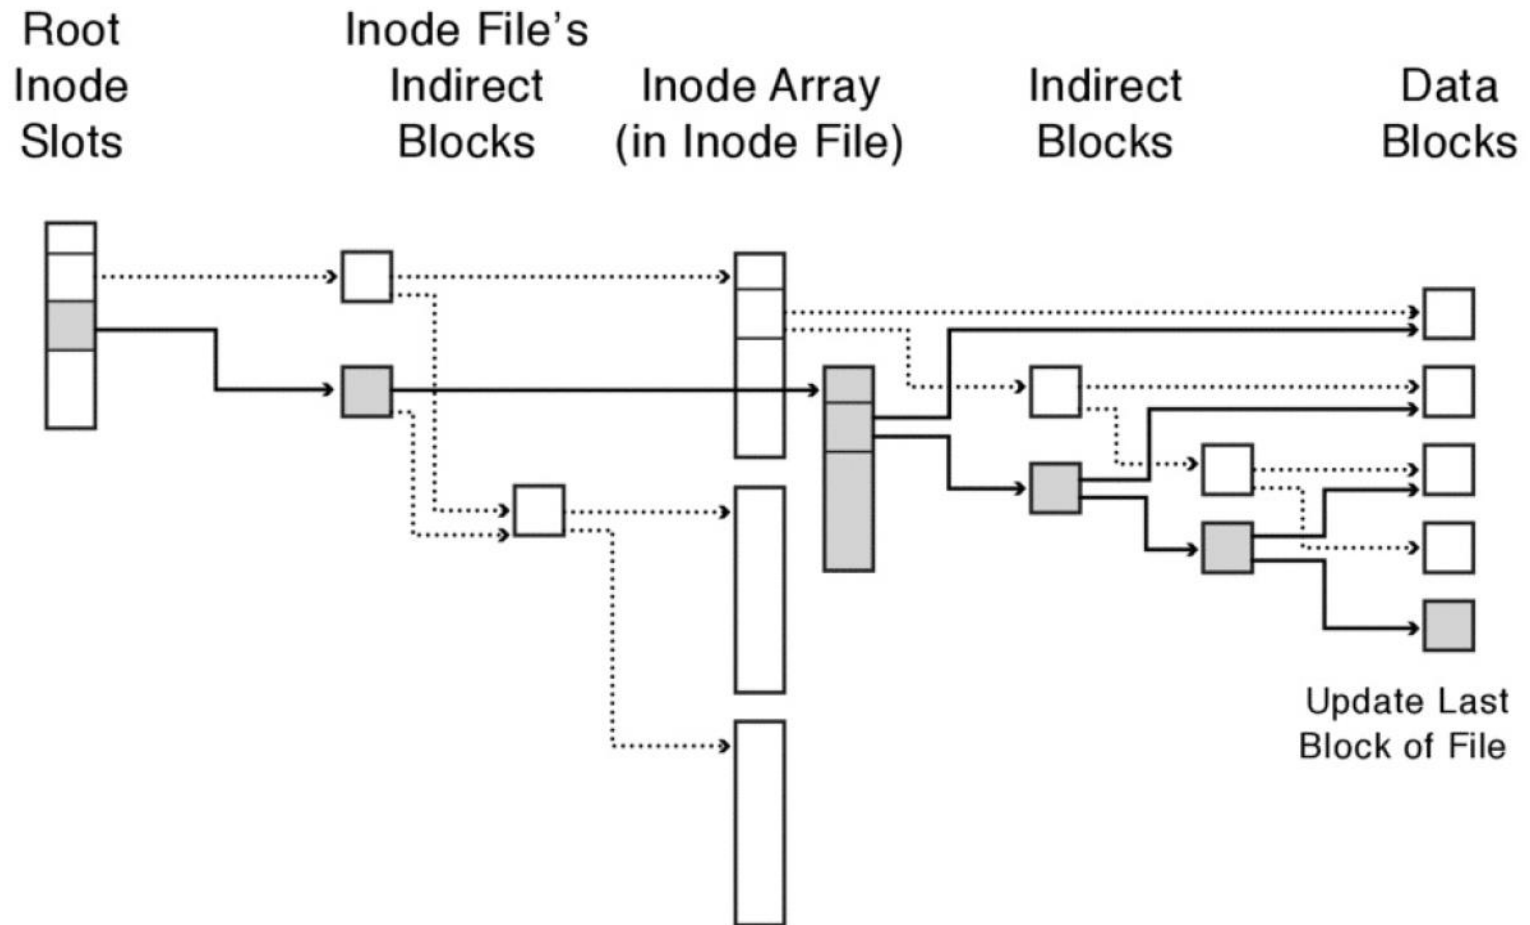 Root
Inode
Slots
Inode File's
Indirect
Blocks
Inode Array
(in Inode File)
Indirect
Blocks
Data
Blocks
Update Last
Block of File